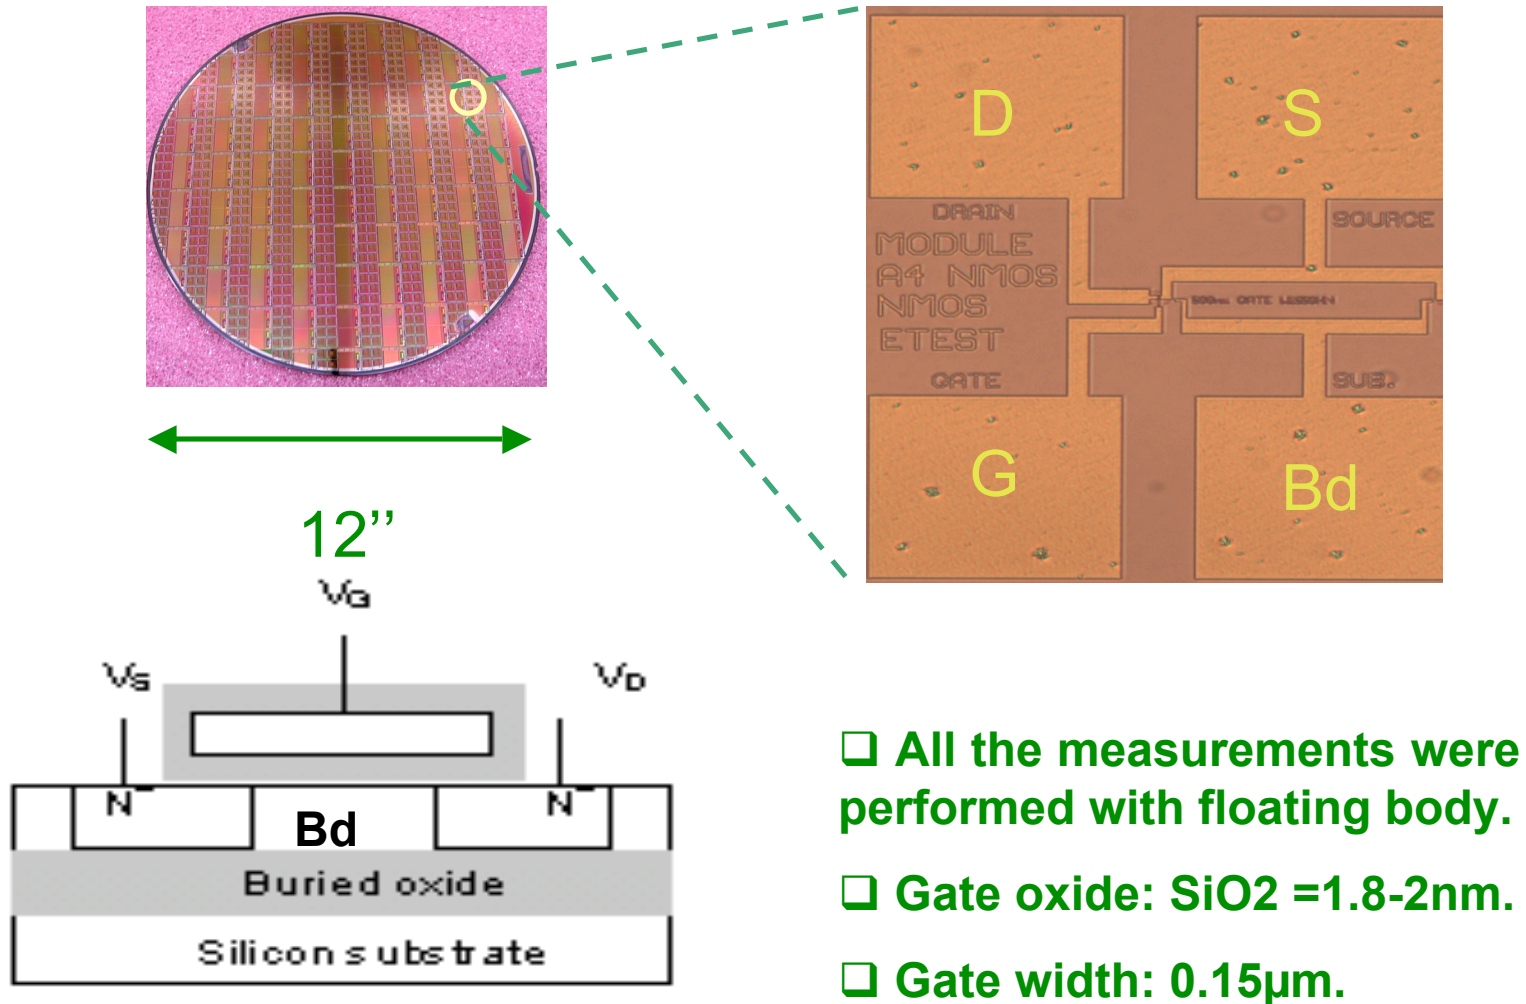 D
S
DRAIN
SOURCE
MODULE
A4 NMOS
NMOS
ETEST
GATE
SUB.
G
Bd
12’’
VG
VS
VD
N-
N-
Bd
Buried oxide
Silicon substrate
❑ All the measurements were
performed with floating body.
❑ Gate oxide: SiO2 =1.8-2nm.
❑ Gate width: 0.15µm.